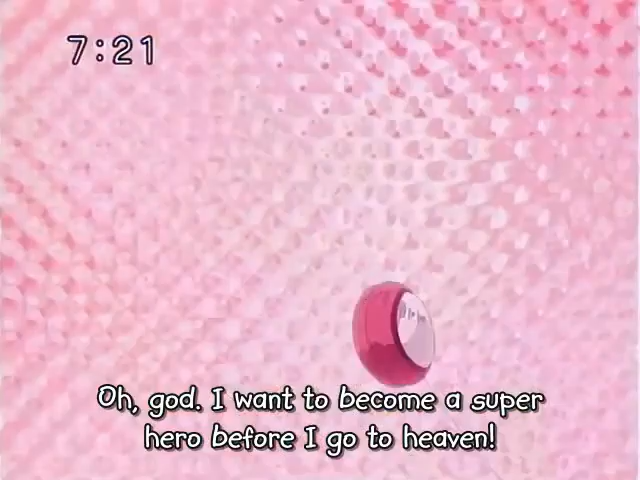 7:21
Oh, god. I want to become a super
hero before I go to heaven!